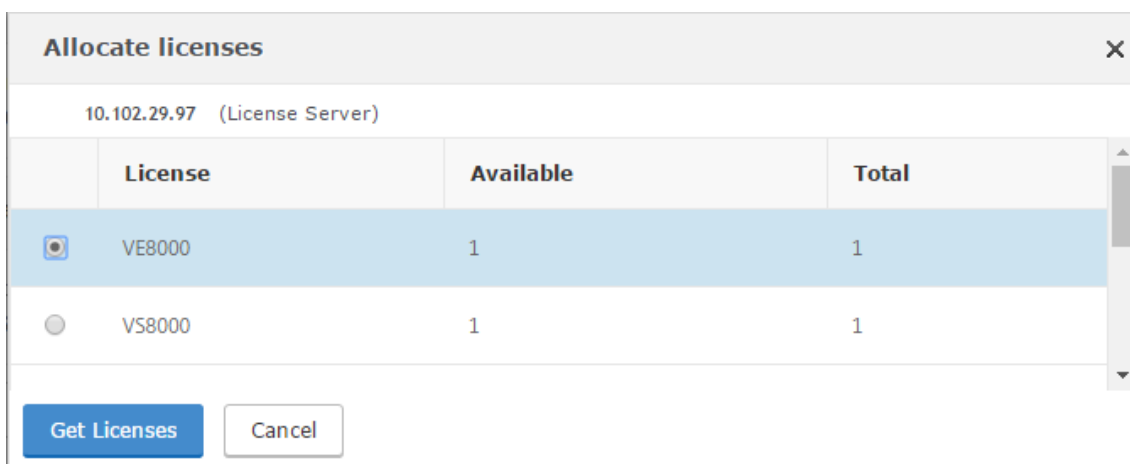 Allocate licenses
10.102.29.97 (License Server)
License Available Total
VE8000 1 1
VS8000 1 1
Get Licenses Cancel